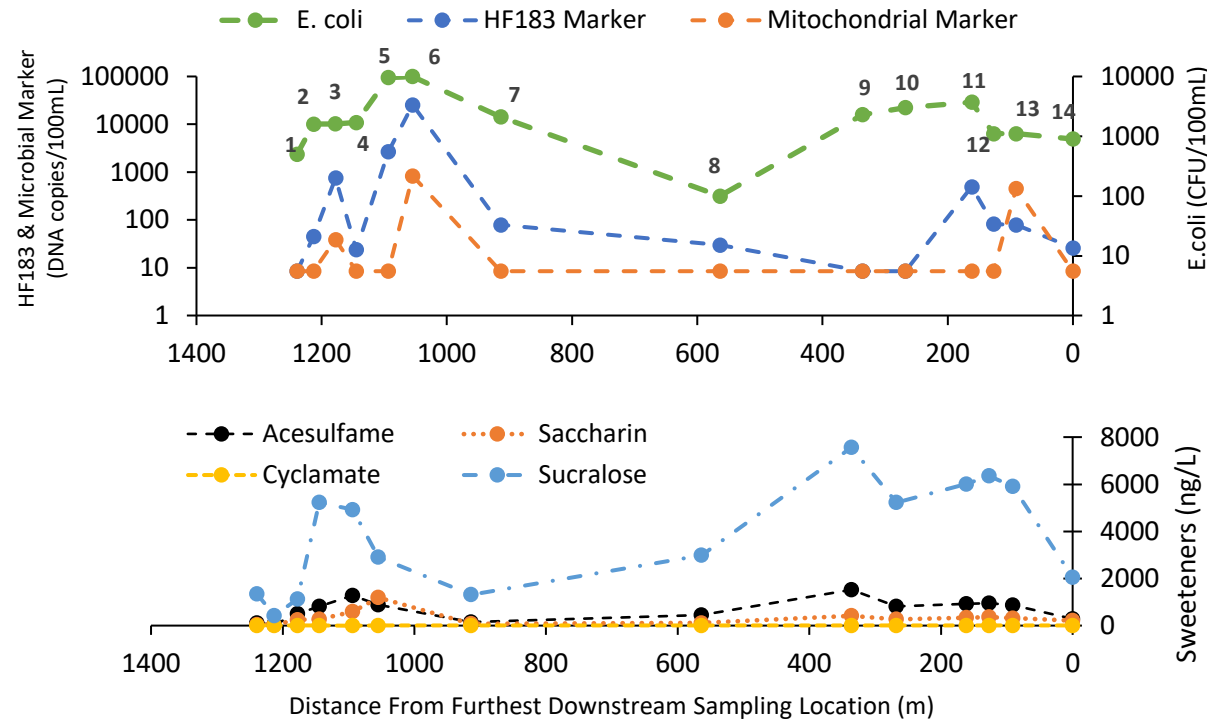 E. coli HF183 Marker Mitochondrial Marker
HF183 & Microbial Marker
(DNA copies/100mL)
100000
10000
1000
100
10
1
1 2 3 4 5 6 7 8 9 10 11 12 13 14
10000
1000
100
10
1
E.coli (CFU/100mL)
1400 1200 1000 800 600 400 200 0
Acesulfame Saccharin
Cyclamate Sucralose
8000
6000
4000
2000
0
Sweeteners (ng/L)
1400 1200 1000 800 600 400 200 0
Distance From Furthest Downstream Sampling Location (m)